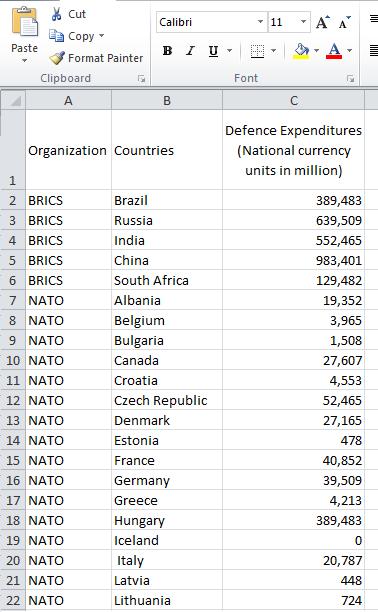 Cut
Calibri 11 A A
Copy
Paste
Format Painter
B I U A
Clipboard Font
A B C
1 Organization Countries Defence Expenditures
(National currency
units in million)
2 BRICS Brazil 389,483
3 BRICS Russia 639,509
4 BRICS India 552,465
5 BRICS China 983,401
6 BRICS South Africa 129,482
7 NATO Albania 19,352
8 NATO Belgium 3,965
9 NATO Bulgaria 1,508
10 NATO Canada 27,607
11 NATO Croatia 4,553
12 NATO Czech Republic 52,465
13 NATO Denmark 27,165
14 NATO Estonia 478
15 NATO France 40,852
16 NATO Germany 39,509
17 NATO Greece 4,213
18 NATO Hungary 389,483
19 NATO Iceland 0
20 NATO Italy 20,787
21 NATO Latvia 448
22 NATO Lithuania 724